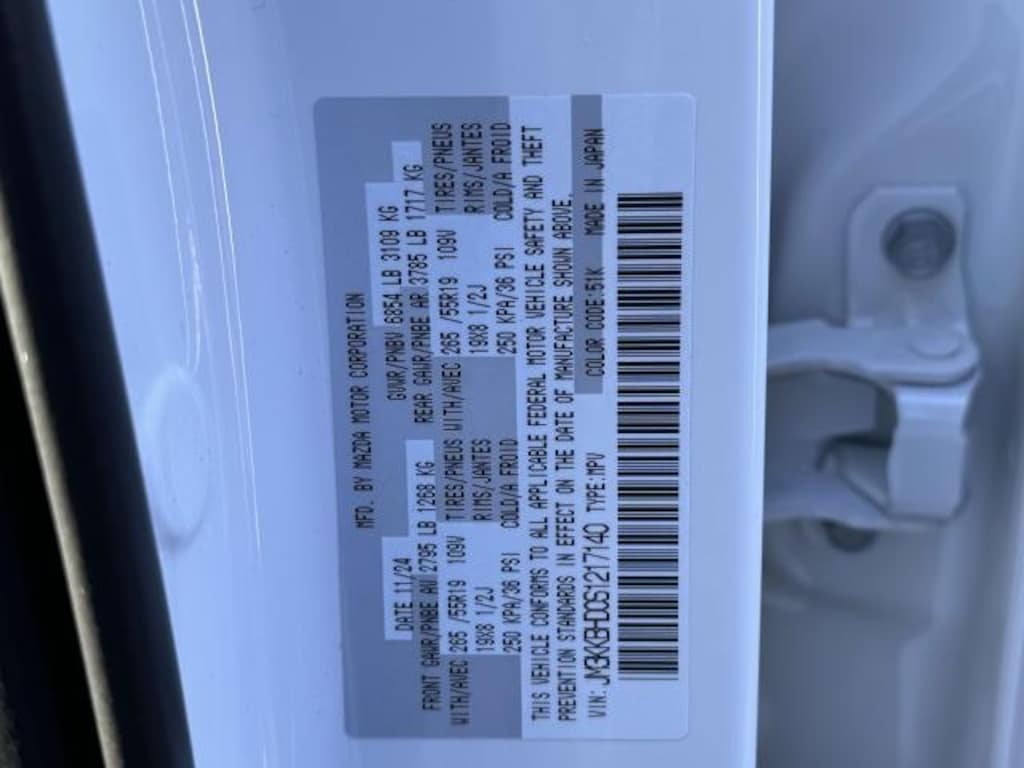 MFD. BY MAZDA MOTOR CORPORATION
DATE 11/24 GVWR/PNBV 6854 LB 3109 KG
FRONT GAWR/PNBE AV 2795 LB 1268 KG REAR GAWR/PNBE AR 3785 LB 1717 KG
WITH/AVEC 265 /55R19 109V TIRES/PNEUS WITH/AVEC 265 /55R19 109V TIRES/PNEUS
19X8 1/2J RIMS/JANTES 19X8 1/2J RIMS/JANTES
250 KPA/36 PSI COLD/A FROID 250 KPA/36 PSI COLD/A FROID
THIS VEHICLE CONFORMS TO ALL APPLICABLE FEDERAL MOTOR VEHICLE SAFETY AND THEFT
PREVENTION STANDARDS IN EFFECT ON THE DATE OF MANUFACTURE SHOWN ABOVE.
VIN: JM3KKBHD0S1217140 TYPE:MPV COLOR CODE:51K MADE IN JAPAN